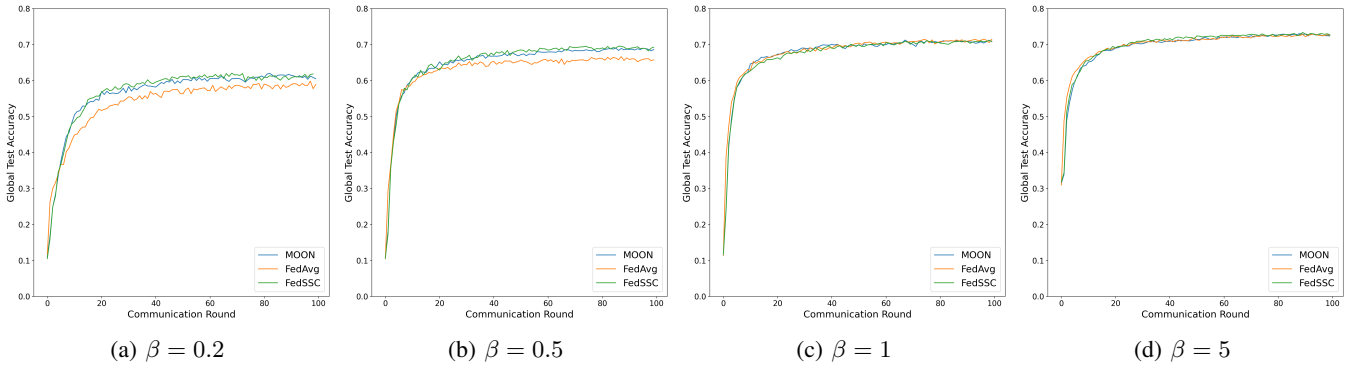 0.8
0.7
0.6
0.5
0.4
0.3
0.2
0.1
0.0
Global Test Accuracy
0 20 40 60 80 100
Communication Round
MOON
FedAvg
FedSSC
(a) β = 0.2
0.8
0.7
0.6
0.5
0.4
0.3
0.2
0.1
0.0
Global Test Accuracy
0 20 40 60 80 100
Communication Round
MOON
FedAvg
FedSSC
(b) β = 0.5
0.8
0.7
0.6
0.5
0.4
0.3
0.2
0.1
0.0
Global Test Accuracy
0 20 40 60 80 100
Communication Round
MOON
FedAvg
FedSSC
(c) β = 1
0.8
0.7
0.6
0.5
0.4
0.3
0.2
0.1
0.0
Global Test Accuracy
0 20 40 60 80 100
Communication Round
MOON
FedAvg
FedSSC
(d) β = 5